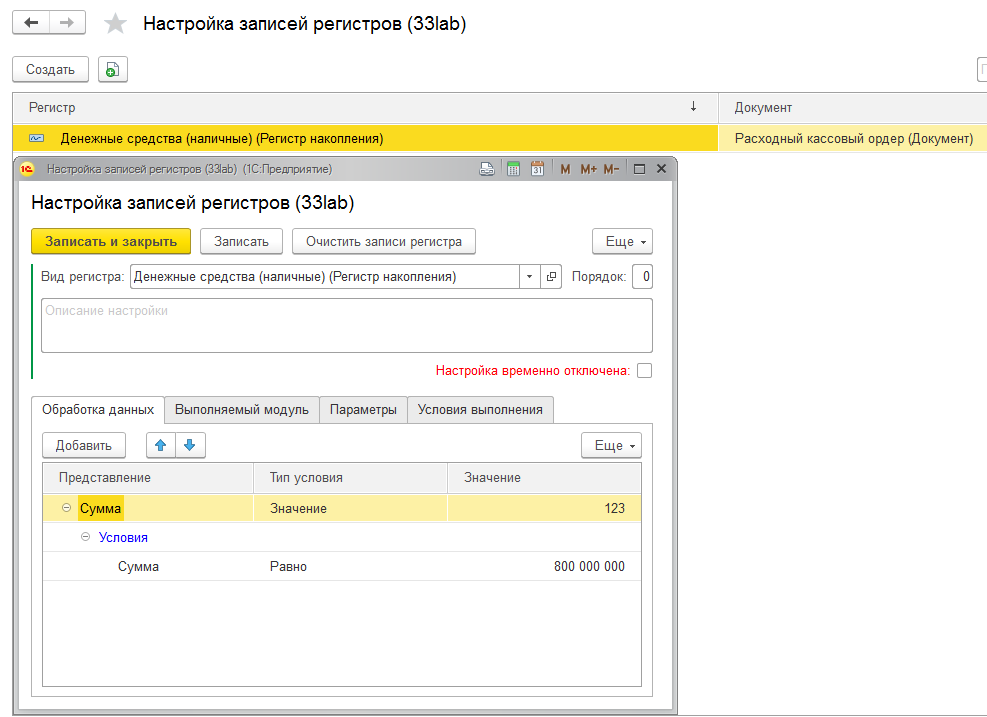 Настройка записей регистров (33lab)
Создать
Регистр ↓ Документ
Денежные средства (наличные) (Регистр накопления) Расходный кассовый ордер (Документ)
1С Настройка записей регистров (33lab) (1С:Предприятие) 31 M M+ M-
Настройка записей регистров (33lab)
Записать и закрыть Записать Очистить записи регистра Еще
Вид регистра: Денежные средства (наличные) (Регистр накопления) Порядок: 0
Описание настройки
Настройка временно отключена:
Обработка данных Выполняемый модуль Параметры Условия выполнения
Добавить Еще
Представление Тип условия Значение
Сумма Значение 123
Условия
Сумма Равно 800 000 000